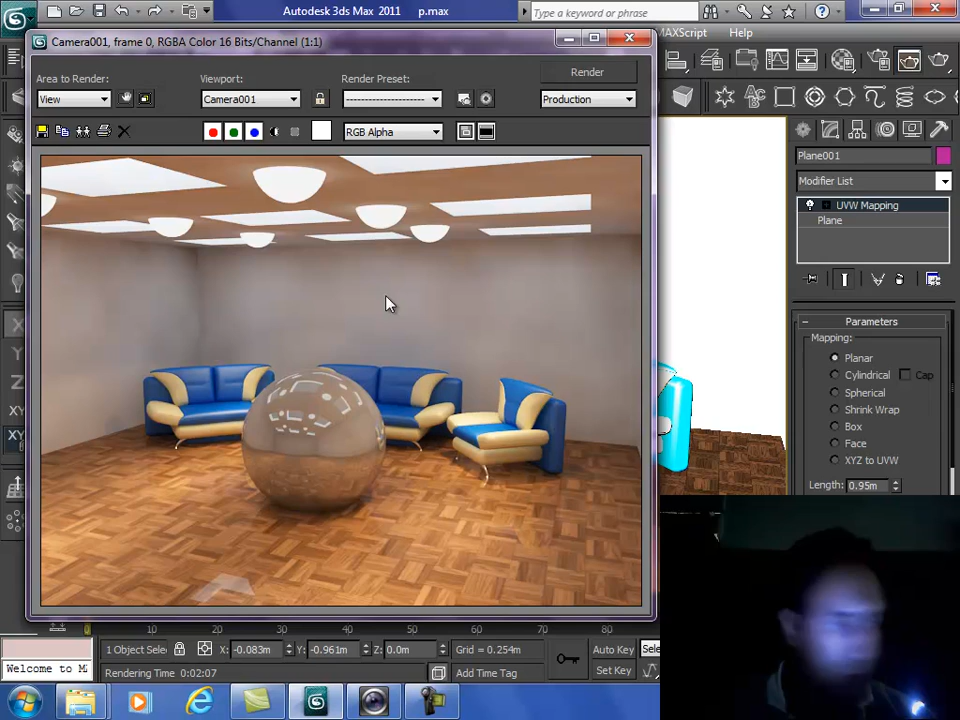 Autodesk 3ds Max 2011 p.max
Type a keyword or phrase
MAXScript Help
Camera001, frame 0, RGBA Color 16 Bits/Channel (1:1)
Area to Render:
View
Viewport:
Camera001
Render Preset:
Render
Production
RGB Alpha
Plane001
Modifier List
UVW Mapping
Plane
Parameters
Mapping:
Planar
Cylindrical Cap
Spherical
Shrink Wrap
Box
Face
XYZ to UVW
Length: 0.95m
X
Y
Z
XY
XY
10 20 30 40 50 60 70 80
1 Object Selec X: -0.083m Y: -0.961m Z: 0.0m Grid = 0.254m Auto Key Sele
Welcome to M Rendering Time 0:02:07 Add Time Tag Set Key